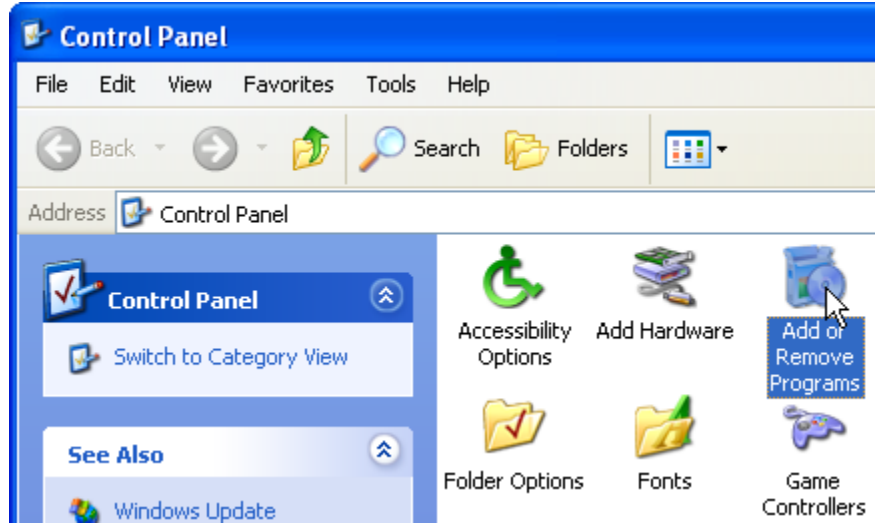 Control Panel
File Edit View Favorites Tools Help
Back Search Folders
Address Control Panel
Control Panel
Switch to Category View
See Also
Windows Update
Accessibility Options
Add Hardware
Add or Remove Programs
Folder Options
Fonts
Game Controllers